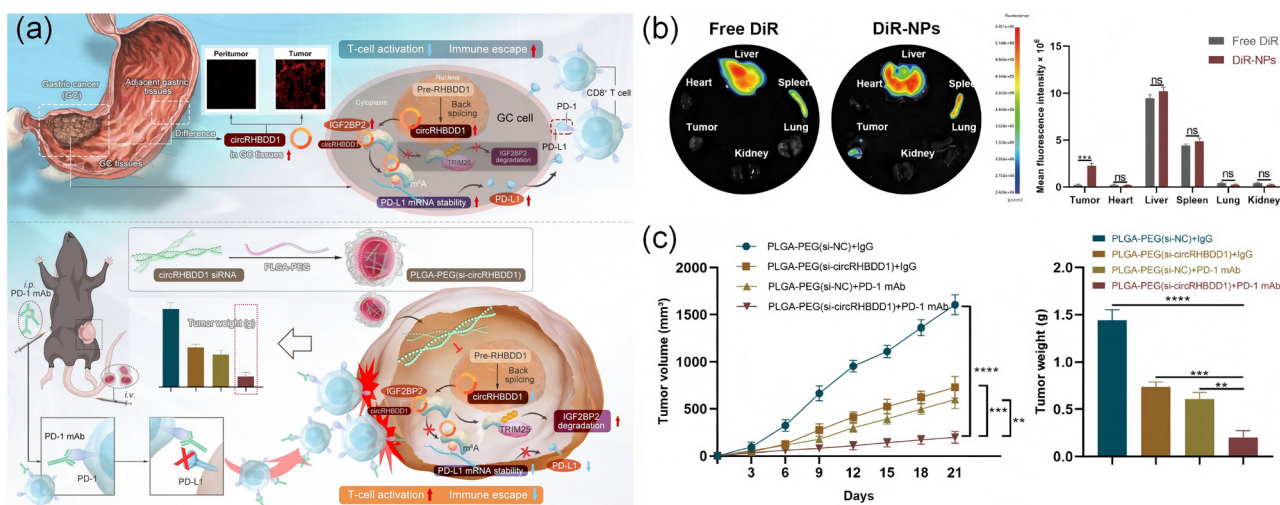 (a)
Gastric cancer
(GC)
Adjacent gastric
tissues
GC tissues
Peritumor
Tumor
Difference
circRHBDD1
in GC tissues
T-cell activation
Immune escape
Nucleus
Pre-RHBDD1
Back
splicing
Cytoplasm
GC cell
IGF2BP2
circRHBDD1
circRHBDD1
TRIM25
IGF2BP2
degradation
m⁶A
PD-L1 mRNA stability
PD-L1
CD8⁺ T cell
PD-1
PD-L1
circRHBDD1 siRNA
PLGA-PEG
PLGA-PEG(si-circRHBDD1)
i.p.
PD-1 mAb
i.v.
Tumor weight (g)
PD-1 mAb
PD-1
PD-L1
Pre-RHBDD1
Back
splicing
IGF2BP2
circRHBDD1
circRHBDD1
TRIM25
IGF2BP2
degradation
m⁶A
PD-L1 mRNA stability
PD-L1
T-cell activation
Immune escape
(b)
Free DiR
DiR-NPs
Liver
Heart
Spleen
Tumor
Lung
Kidney
Liver
Heart
Spleen
Tumor
Lung
Kidney
Fluorescence
Mean fluorescence intensity × 10⁸
15
10
5
0
Free DiR
DiR-NPs
***
ns
ns
ns
ns
ns
Tumor
Heart
Liver
Spleen
Lung
Kidney
(c)
PLGA-PEG(si-NC)+IgG
PLGA-PEG(si-circRHBDD1)+IgG
PLGA-PEG(si-NC)+PD-1 mAb
PLGA-PEG(si-circRHBDD1)+PD-1 mAb
Tumor volume (mm³)
2000
1500
1000
500
0
3 6 9 12 15 18 21
Days
****
***
**
PLGA-PEG(si-NC)+IgG
PLGA-PEG(si-circRHBDD1)+IgG
PLGA-PEG(si-NC)+PD-1 mAb
PLGA-PEG(si-circRHBDD1)+PD-1 mAb
Tumor weight (g)
2.0
1.5
1.0
0.5
0.0
****
***
**